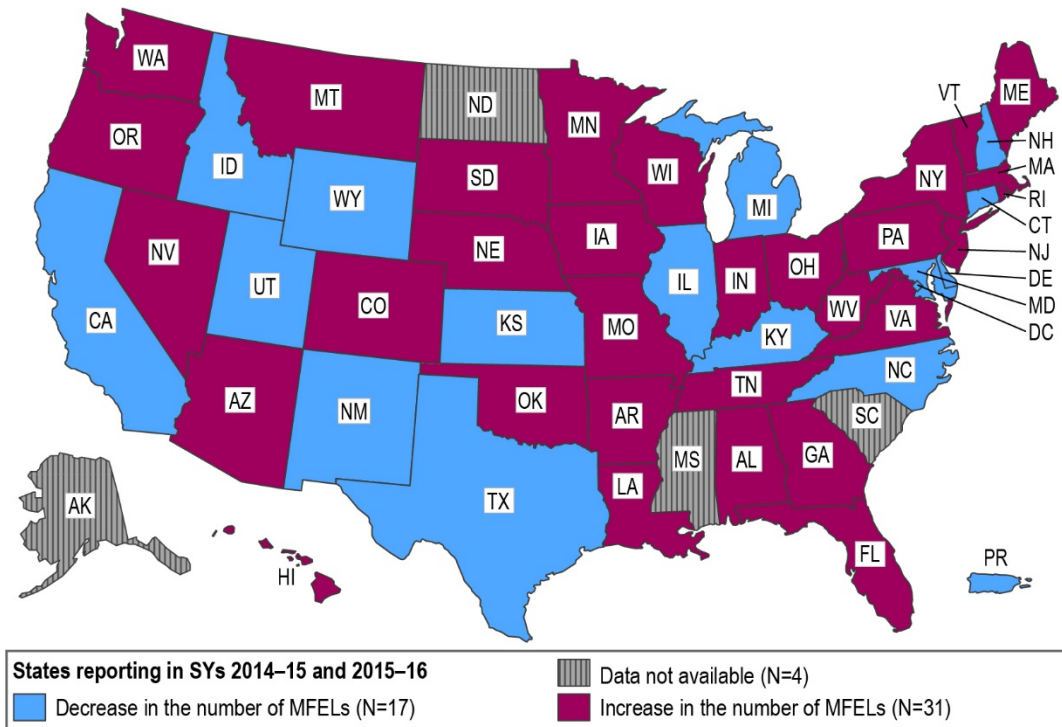 WA
MT
ND
MN
VT
ME
OR
ID
SD
WI
NY
NH
MA
WY
MI
RI
CT
NV
NE
IA
PA
NJ
UT
IL
IN
OH
DE
CA
CO
KS
MO
WV
VA
MD
KY
DC
AZ
NM
OK
TN
NC
AR
SC
MS
AL
GA
AK
TX
LA
FL
HI
PR
States reporting in SYs 2014–15 and 2015–16
Decrease in the number of MFELs (N=17)
Data not available (N=4)
Increase in the number of MFELs (N=31)